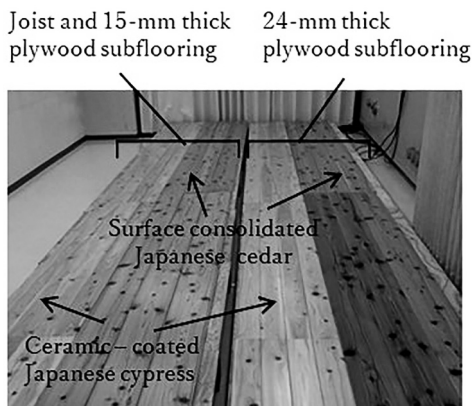 Joist and 15-mm thick
plywood subflooring
24-mm thick
plywood subflooring
Surface consolidated
Japanese cedar
Ceramic – coated
Japanese cypress